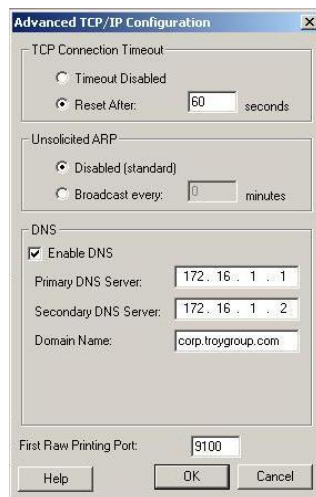 Advanced TCP/IP Configuration
TCP Connection Timeout
Timeout Disabled
Reset After: 60 seconds
Unsolicited ARP
Disabled (standard)
Broadcast every: 0 minutes
DNS
Enable DNS
Primary DNS Server: 172 . 16 . 1 . 1
Secondary DNS Server: 172 . 16 . 1 . 2
Domain Name: corp.troygroup.com
First Raw Printing Port: 9100
Help OK Cancel